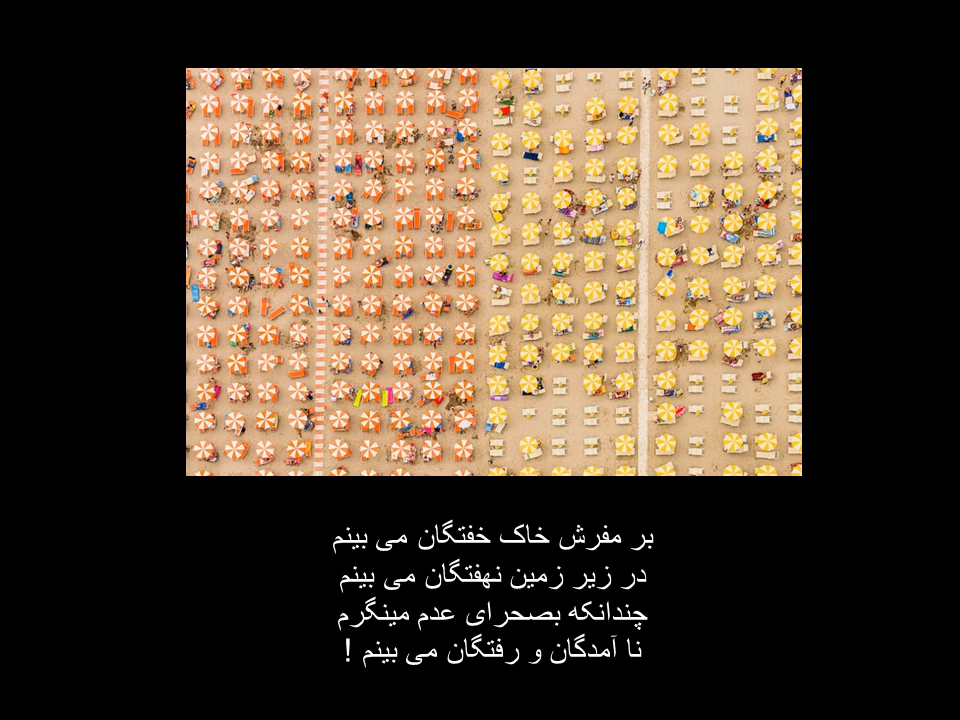 بر مفرش خاک خفتگان می بینم
در زیر زمین نهفتگان می بینم
چندانکه بصحرای عدم مینگرم
نا آمدگان و رفتگان می بینم !